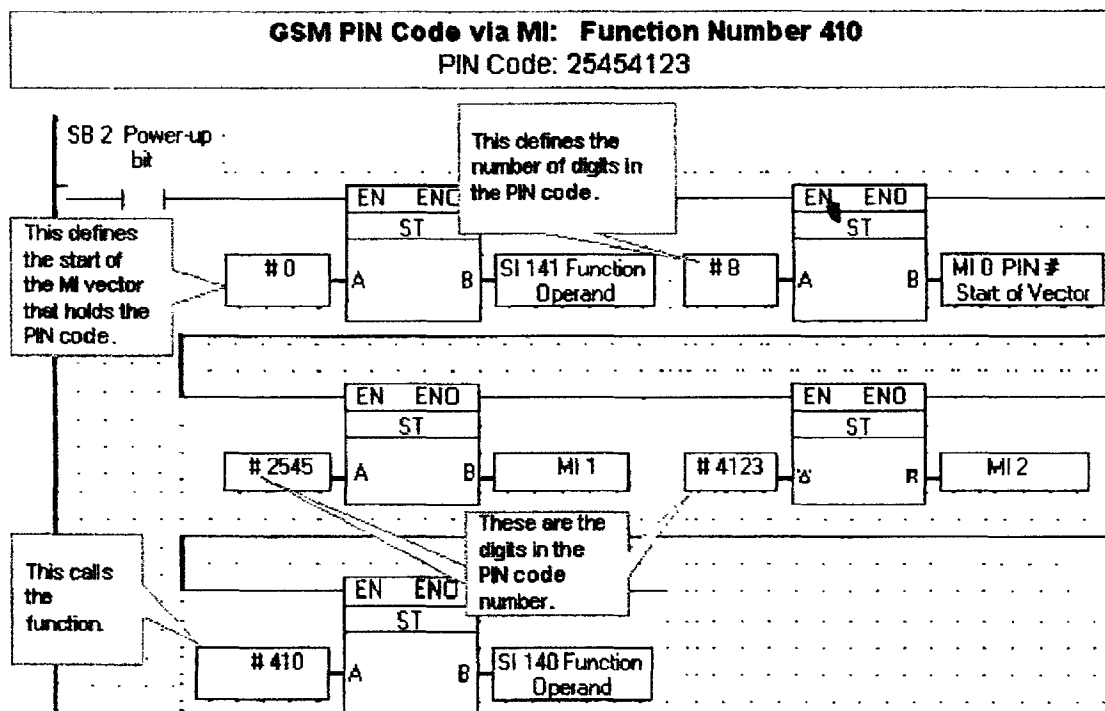 GSM PIN Code via MI: Function Number 410
PIN Code: 25454123
SB 2 Power-up
bit
This defines the
number of digits in
the PIN code.
EN ENO
ST
EN ENO
ST
This defines
the start of
the MI vector
that holds the
PIN code.
# 0
A
B
SI 141 Function
Operand
# 8
A
B
MI 0 PIN #
Start of Vector
EN ENO
ST
EN ENO
ST
# 2545
A
B
MI 1
# 4123
MI 2
These are the
digits in the
PIN code
number.
This calls
the
function.
EN ENO
ST
# 410
A
B
SI 140 Function
Operand